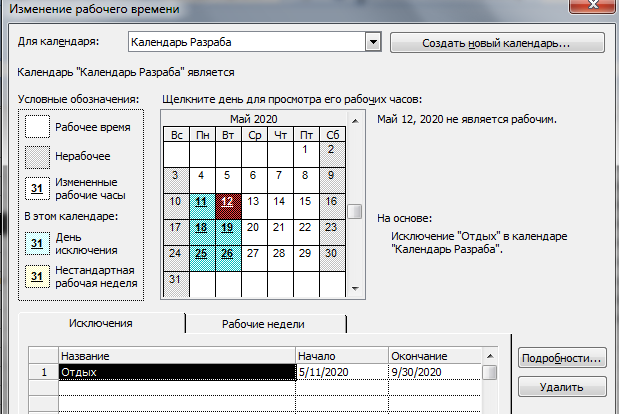 Изменение рабочего времени
Для календаря: Календарь Разраба Создать новый календарь...
Календарь "Календарь Разраба" является
Условные обозначения:
Рабочее время
Нерабочее
31 Измененные
рабочие часы
В этом календаре:
31 День
исключения
31 Нестандартная
рабочая неделя
Щелкните день для просмотра его рабочих часов:
Май 2020
Вс Пн Вт Ср Чт Пт Сб
1 2
3 4 5 6 7 8 9
10 11 12 13 14 15 16
17 18 19 20 21 22 23
24 25 26 27 28 29 30
31
Май 12, 2020 не является рабочим.
На основе:
Исключение "Отдых" в календаре
"Календарь Разраба".
Исключения Рабочие недели
Название Начало Окончание
1 Отдых 5/11/2020 9/30/2020
Подробности...
Удалить